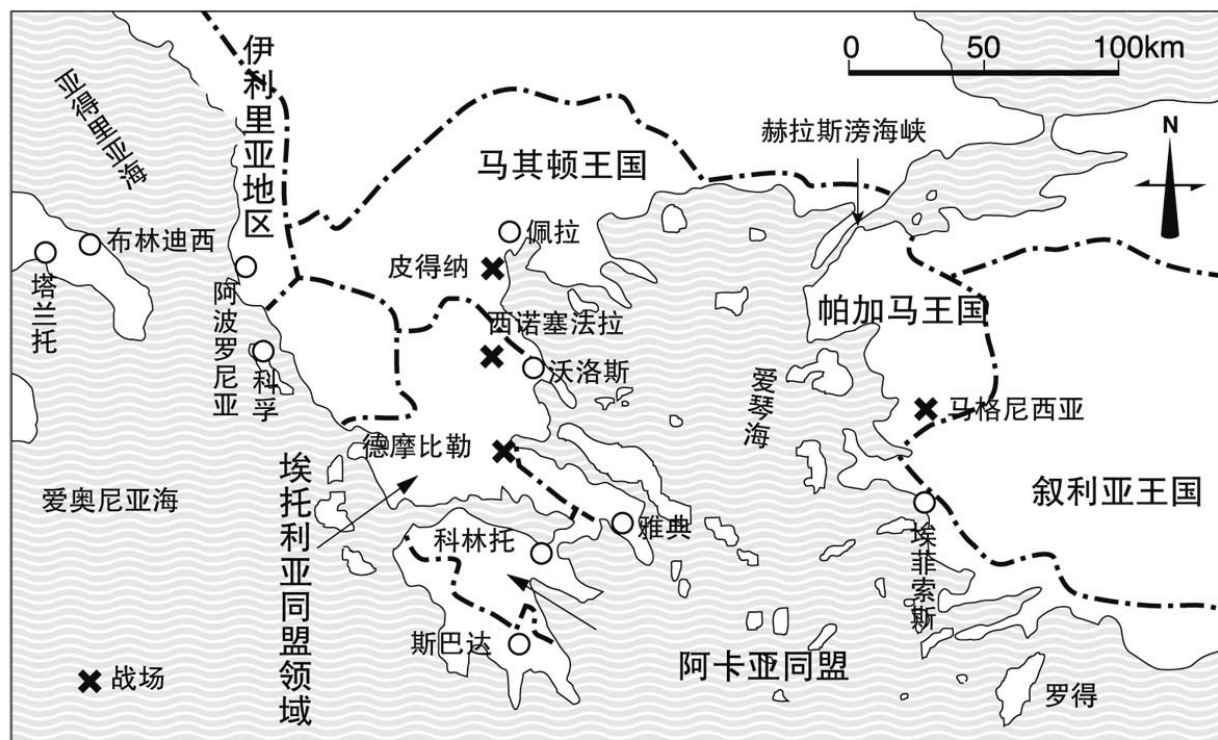 伊利里亚地区
亚得里亚海
0 50 100km
赫拉斯滂海峡
N
马其顿王国
布林迪西
佩拉
塔兰托
皮得纳
阿波罗尼亚
帕加马王国
西诺塞法拉
科孚
沃洛斯
爱琴海
马格尼西亚
德摩比勒
埃托利亚同盟领域
爱奥尼亚海
叙利亚王国
雅典
科林托
埃菲索斯
斯巴达
阿卡亚同盟
战场
罗得